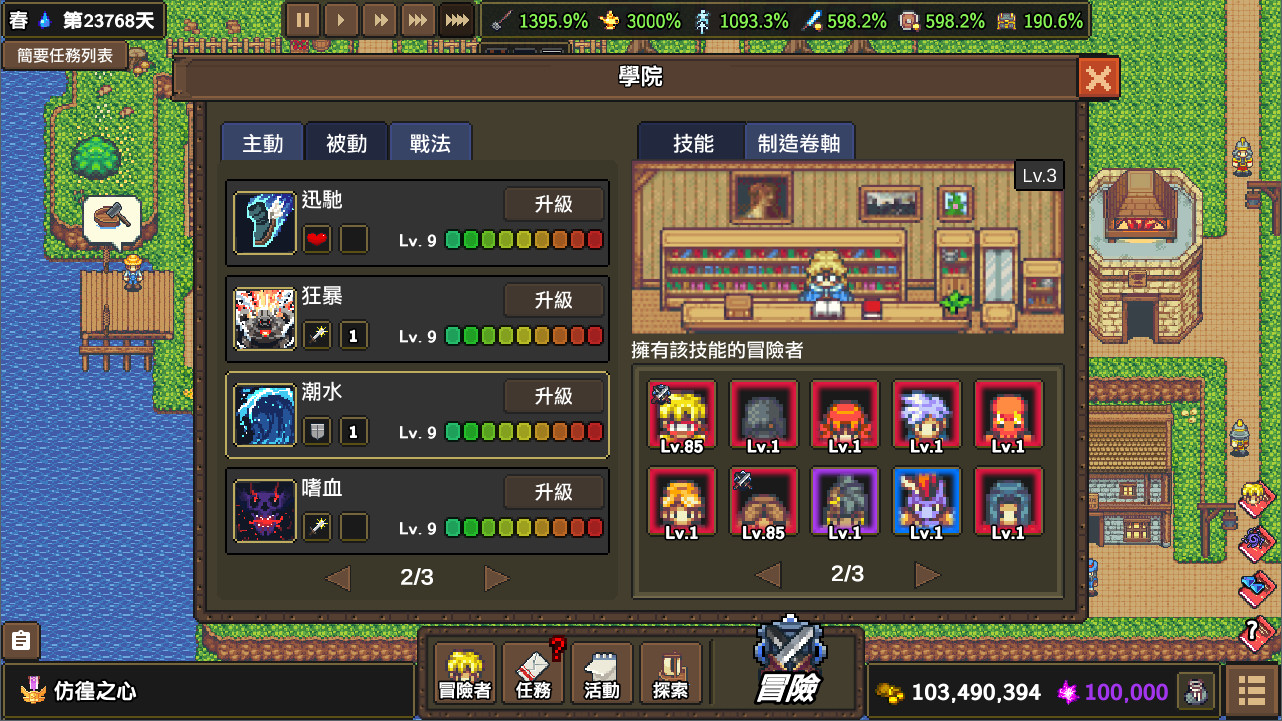 春 第23768天
1395.9% 3000% 1093.3% 598.2% 598.2% 190.6%
簡要任務列表
學院
主動 被動 戰法
技能 制造卷軸
Lv.3
迅馳
升級
Lv. 9
狂暴
升級
1
Lv. 9
潮水
升級
1
Lv. 9
嗜血
升級
Lv. 9
2/3
擁有該技能的冒險者
Lv.85 Lv.1 Lv.1 Lv.1 Lv.1
Lv.1 Lv.85 Lv.1 Lv.1 Lv.1
2/3
?
?
仿徨之心
冒險者 任務 活動 探索 冒險
103,490,394 100,000